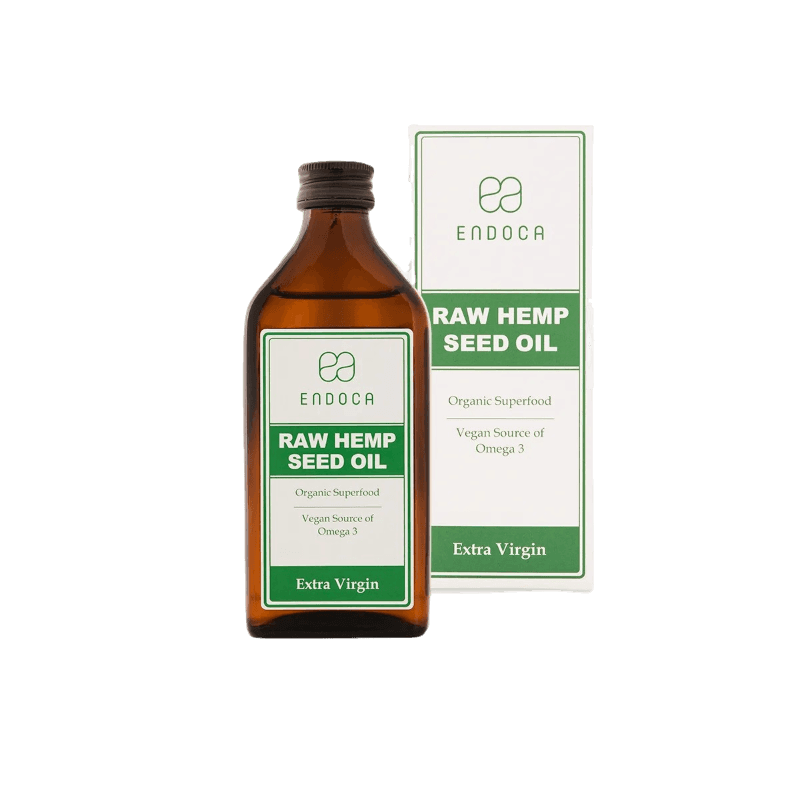 ENDOCA
RAW HEMP
SEED OIL
Organic Superfood
Vegan Source of
Omega 3
Extra Virgin
ENDOCA
RAW HEMP
SEED OIL
Organic Superfood
Vegan Source of
Omega 3
Extra Virgin